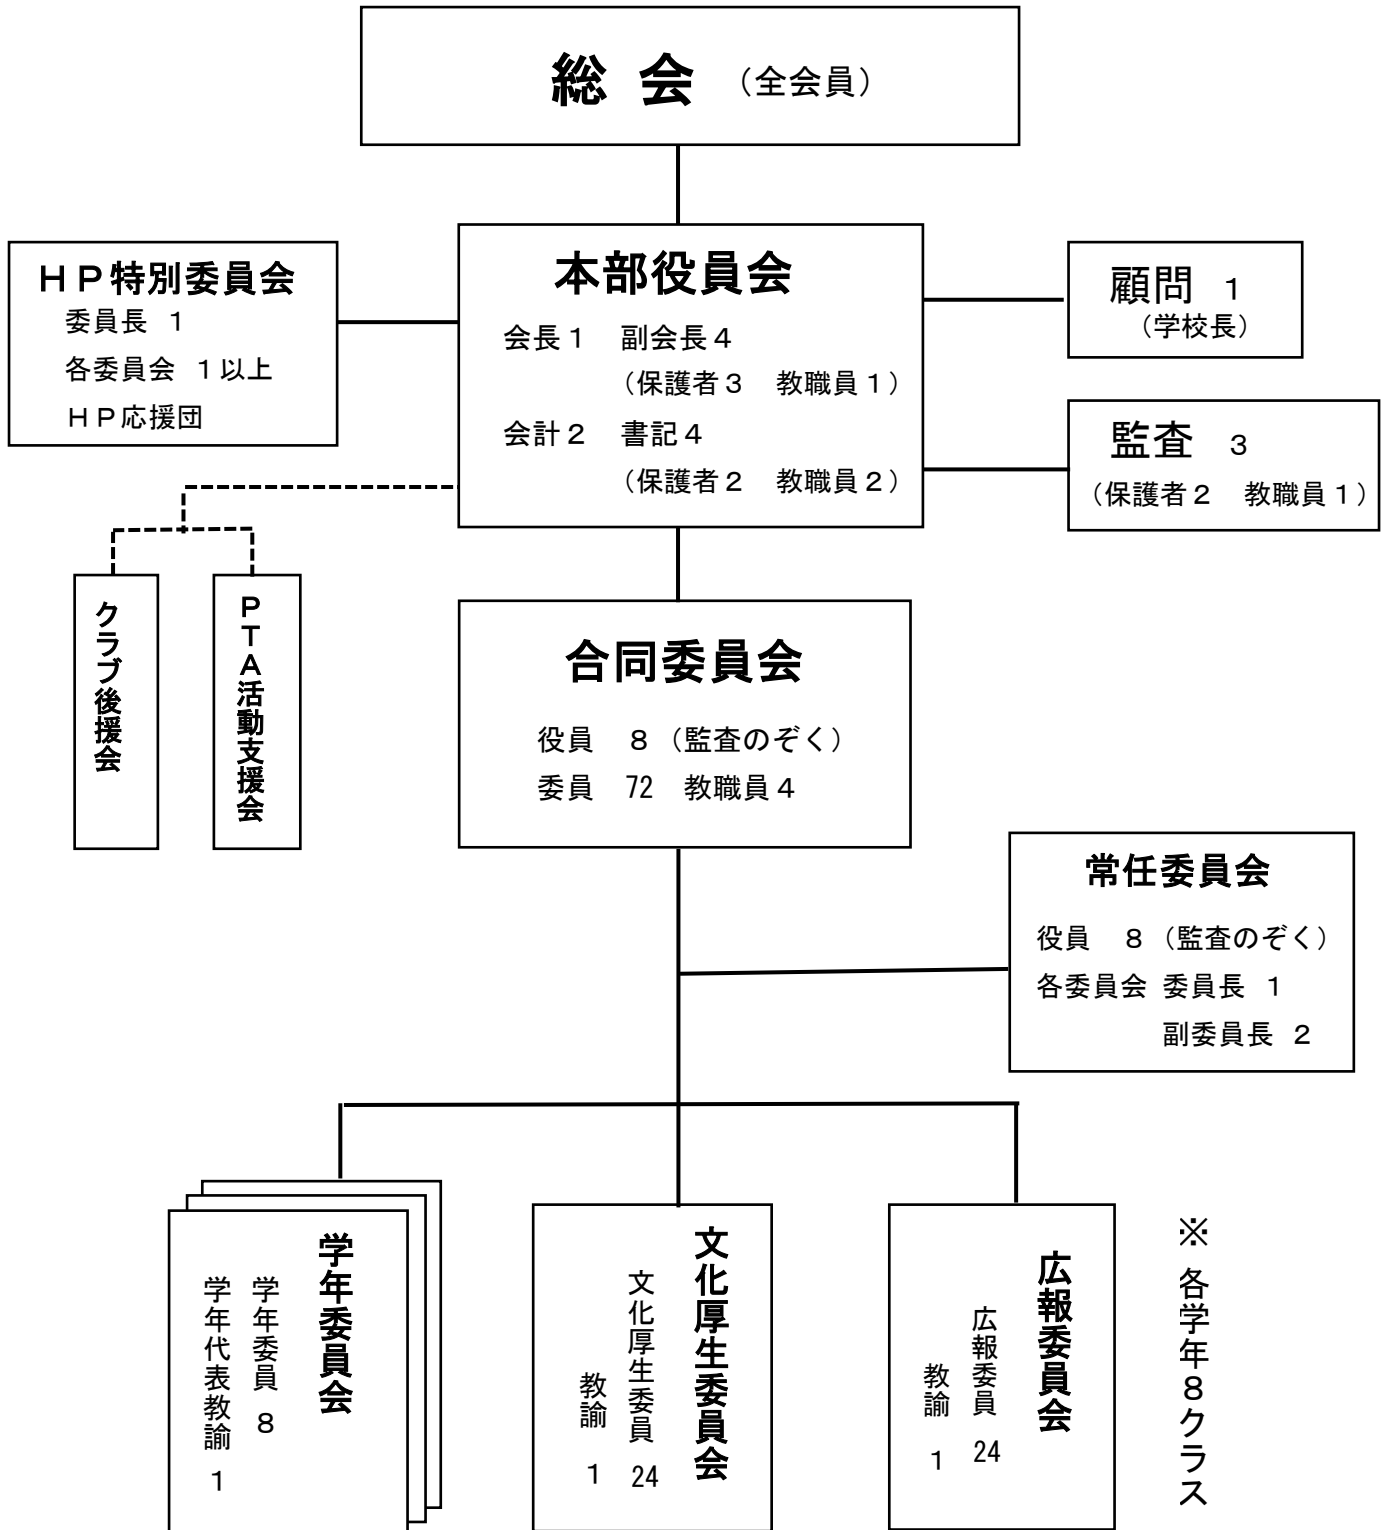 総 会 （全会員）
本部役員会
会長１ 副会長４
（保護者３ 教職員１）
会計２ 書記４
（保護者２ 教職員２）
ＨＰ特別委員会
委員長 １
各委員会 １以上
ＨＰ応援団
顧問 １
（学校長）
監査 ３
（保護者２ 教職員１）
クラブ後援会
ＰＴＡ活動支援会
合同委員会
役員 ８（監査のぞく）
委員 72 教職員４
常任委員会
役員 ８（監査のぞく）
各委員会 委員長 １
副委員長 ２
学年委員会
学年委員 ８
学年代表教諭 １
文化厚生委員会
文化厚生委員 24
教諭 １
広報委員会
広報委員 24
教諭 １
※ 各学年８クラス